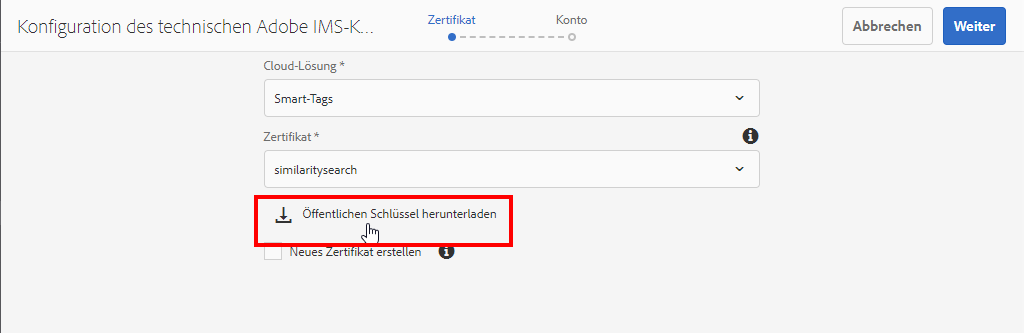 Konfiguration des technischen Adobe IMS-K...
Zertifikat
Konto
Abbrechen
Weiter
Cloud-Lösung *
Smart-Tags
Zertifikat *
similaritysearch
Öffentlichen Schlüssel herunterladen
Neues Zertifikat erstellen